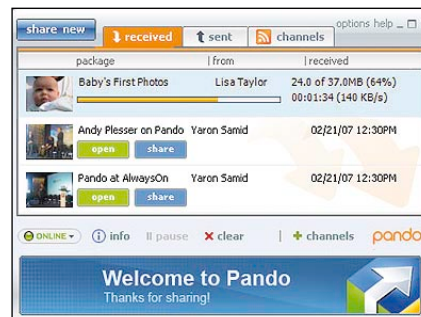 share new received sent channels options help
package from received
Baby's First Photos Lisa Taylor 24.0 of 37.0MB (64%)
00:01:34 (140 KB/s)
Andy Plesser on Pando Yaron Samid 02/21/07 12:30PM
open share
Pando at AlwaysOn Yaron Samid 02/21/07 12:30PM
open share
ONLINE info pause clear channels pando
Welcome to Pando
Thanks for sharing!